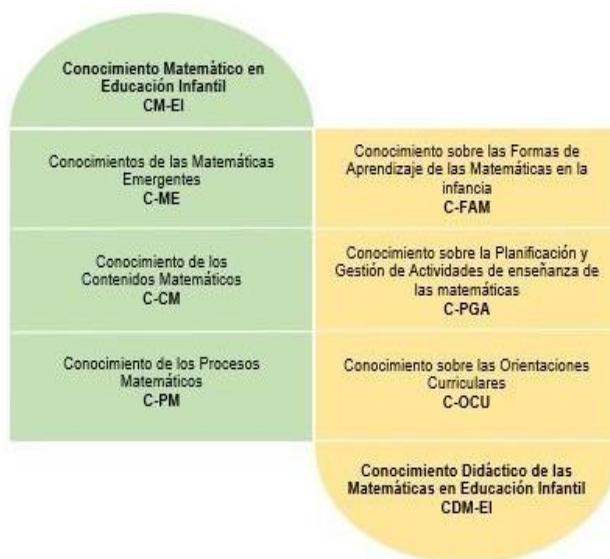 Conocimiento Matemático en
Educación Infantil
CM-EI
Conocimientos de las Matemáticas
Emergentes
C-ME
Conocimiento de los
Contenidos Matemáticos
C-CM
Conocimiento de los Procesos
Matemáticos
C-PM
Conocimiento sobre las Formas de
Aprendizaje de las Matemáticas en la
infancia
C-FAM
Conocimiento sobre la Planificación y
Gestión de Actividades de enseñanza de
las matemáticas
C-PGA
Conocimiento sobre las Orientaciones
Curriculares
C-OCU
Conocimiento Didáctico de las
Matemáticas en Educación Infantil
CDM-EI